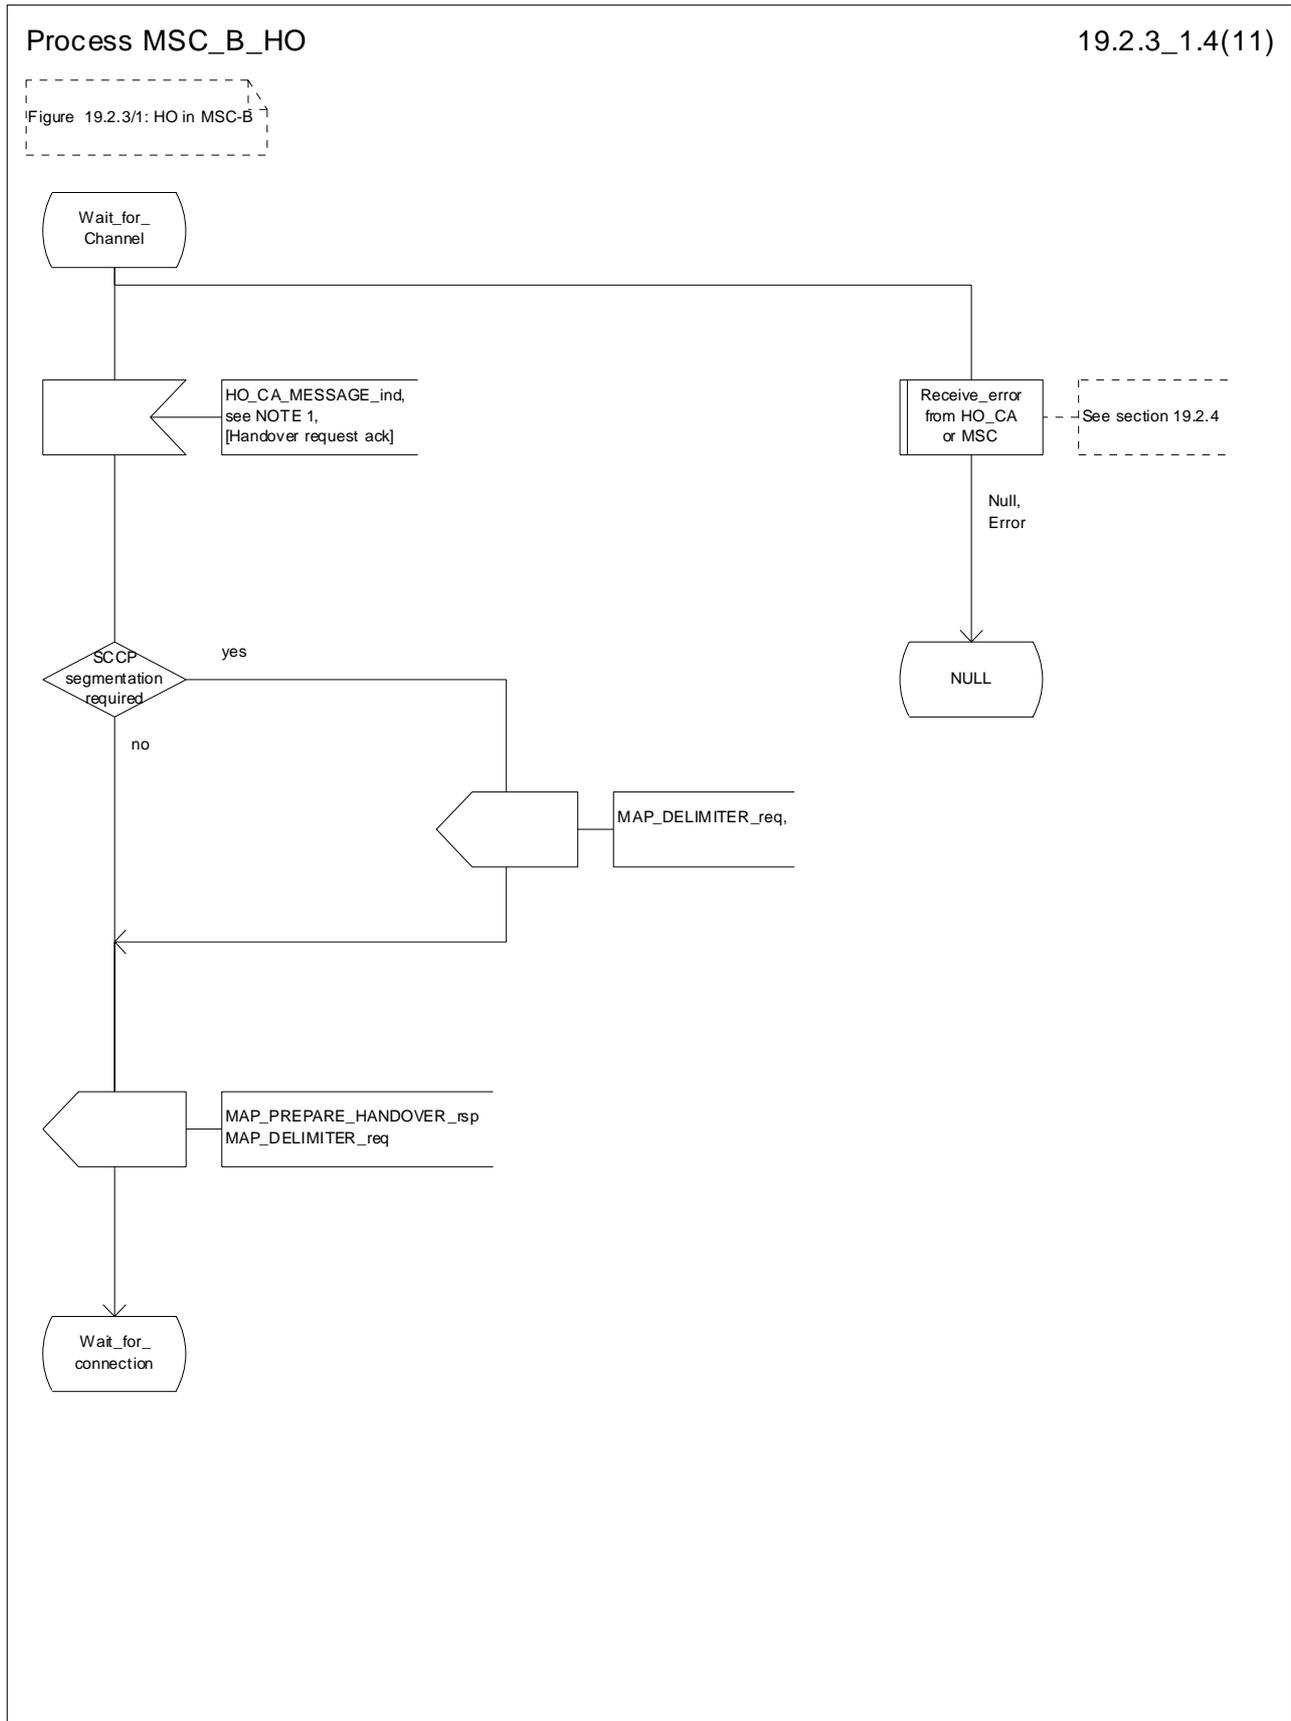 Process MSC_B_HO
19.2.3_1.4(11)
Figure 19.2.3/1: HO in MSC-B
Wait_for_
Channel
HO_CA_MESSAGE_ind,
see NOTE 1,
[Handover request ack]
Receive_error
from HO_CA
or MSC
See section 19.2.4
Null,
Error
SCCP
segmentation
required
yes
NULL
no
MAP_DELIMITER_req,
MAP_PREPARE_HANDOVER_rsp
MAP_DELIMITER_req
Wait_for_
connection